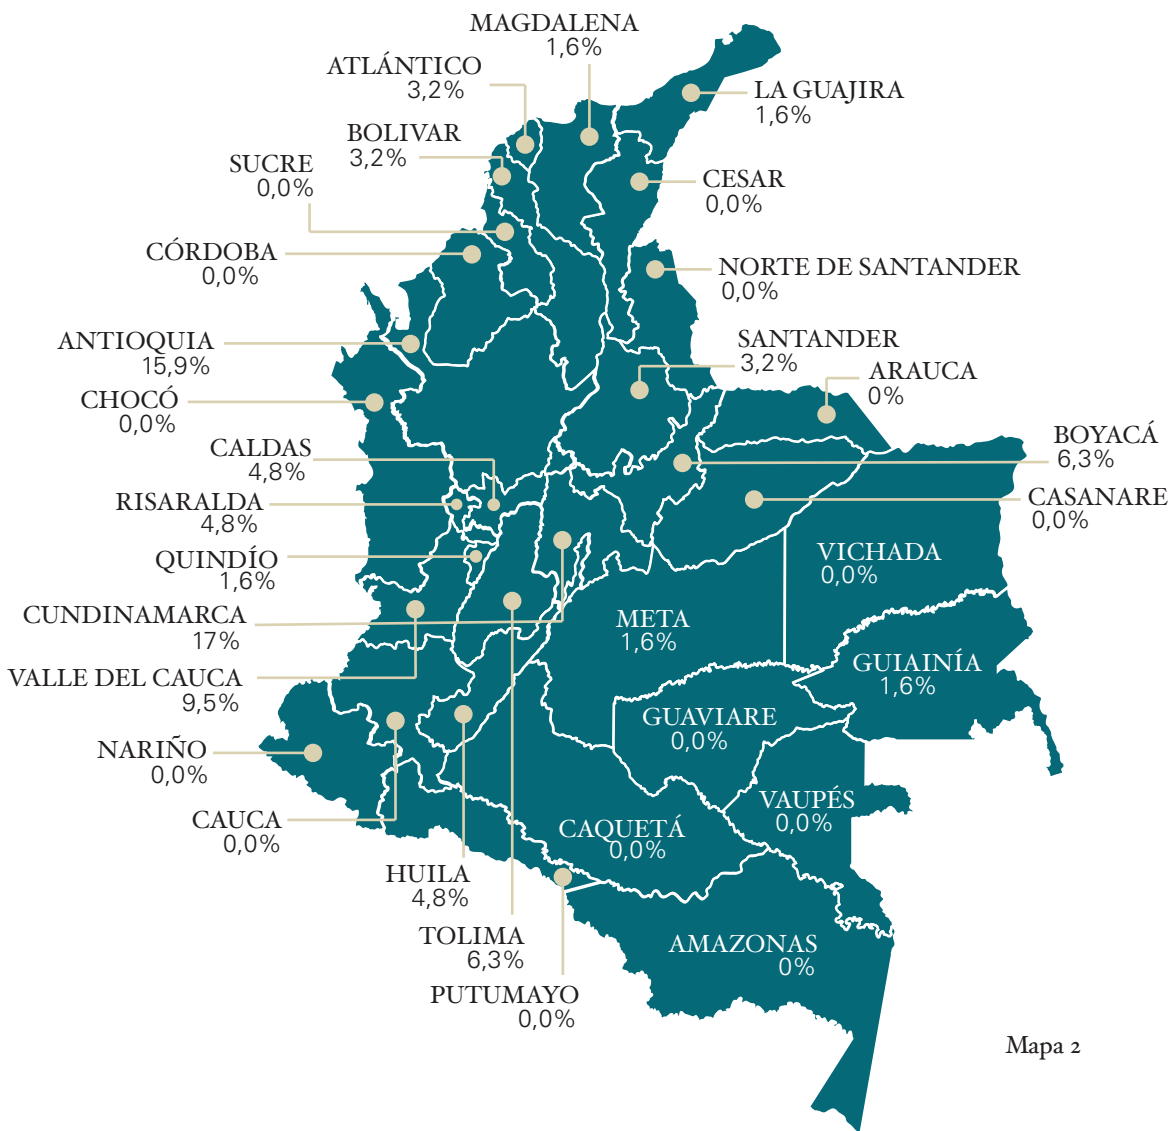 MAGDALENA
1,6%
ATLÁNTICO
3,2%
LA GUAJIRA
1,6%
BOLIVAR
3,2%
SUCRE
0,0%
CESAR
0,0%
CÓRDOBA
0,0%
NORTE DE SANTANDER
0,0%
ANTIOQUIA
15,9%
SANTANDER
3,2%
ARAUCA
0%
CHOCÓ
0,0%
BOYACÁ
6,3%
CALDAS
4,8%
RISARALDA
4,8%
CASANARE
0,0%
QUINDÍO
1,6%
VICHADA
0,0%
CUNDINAMARCA
17%
META
1,6%
VALLE DEL CAUCA
9,5%
GUIAINÍA
1,6%
GUAVIARE
0,0%
NARIÑO
0,0%
VAUPÉS
0,0%
CAUCA
0,0%
CAQUETÁ
0,0%
HUILA
4,8%
TOLIMA
6,3%
AMAZONAS
0%
PUTUMAYO
0,0%
Mapa 2